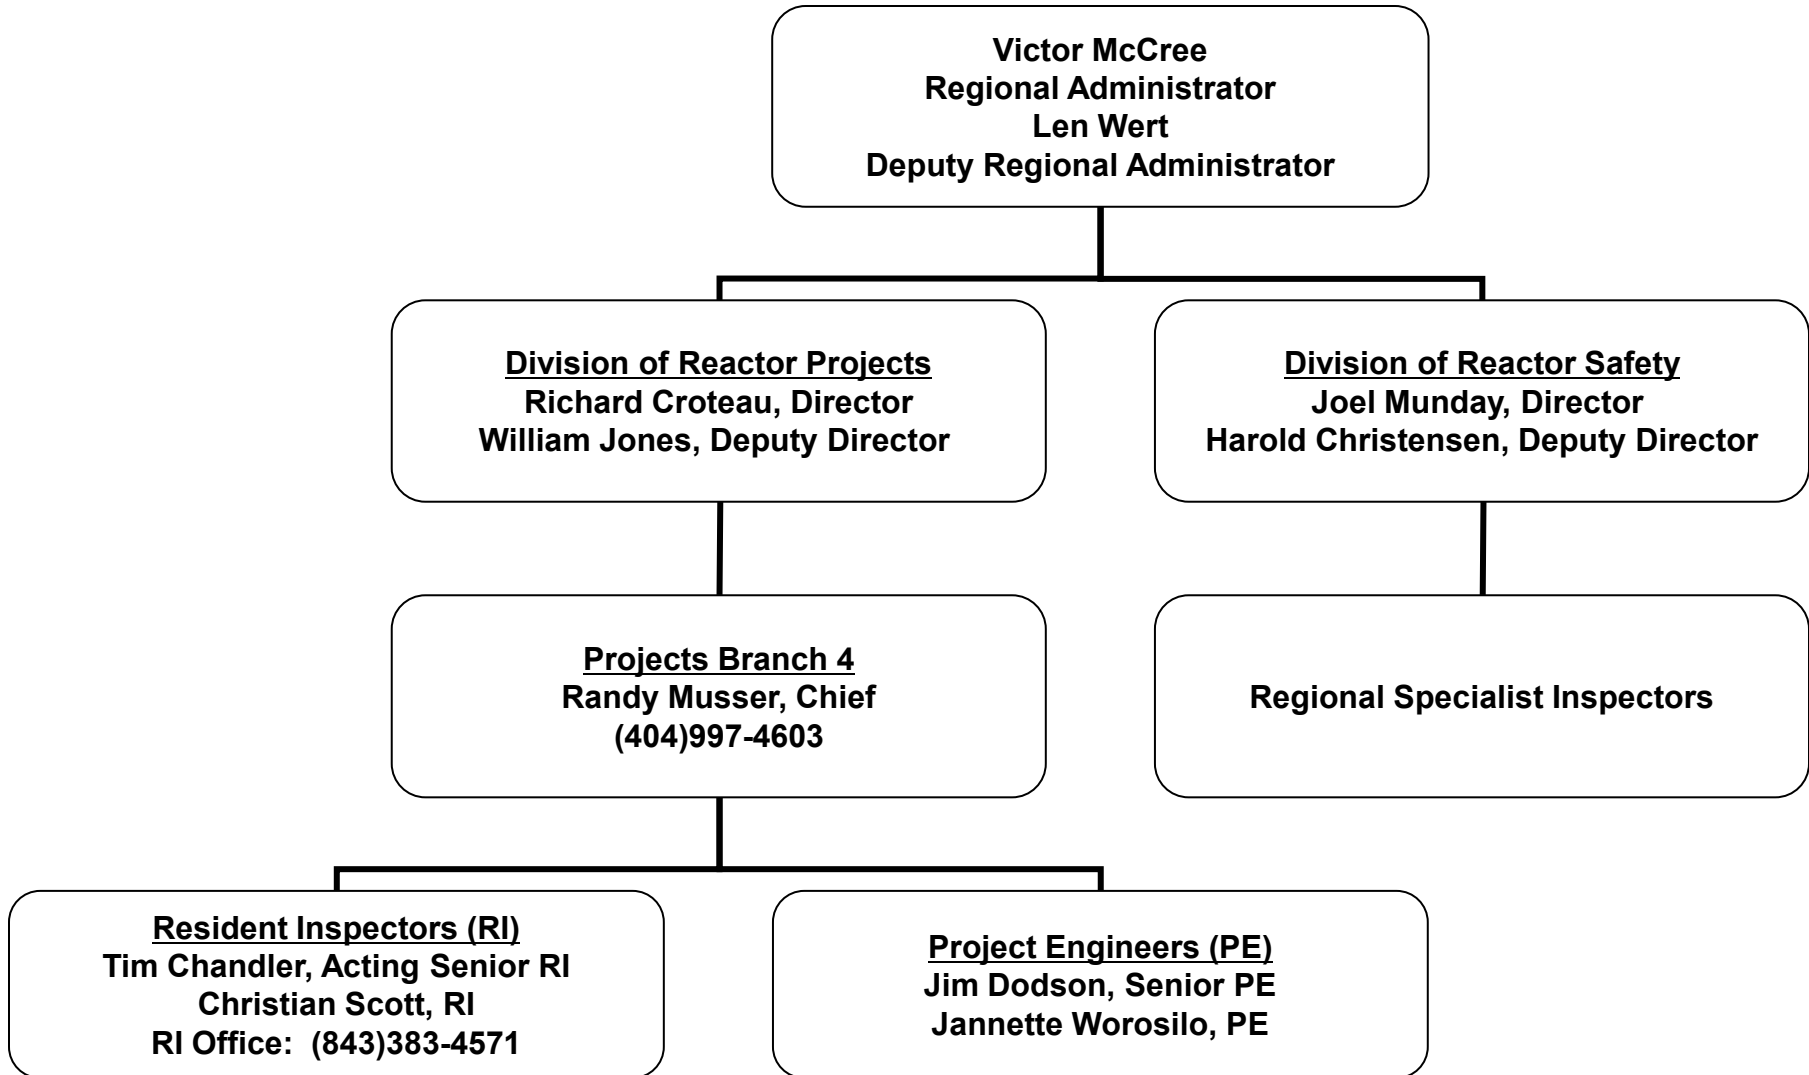 Victor McCree
Regional Administrator
Len Wert
Deputy Regional Administrator
Division of Reactor Projects
Richard Croteau, Director
William Jones, Deputy Director
Division of Reactor Safety
Joel Munday, Director
Harold Christensen, Deputy Director
Projects Branch 4
Randy Musser, Chief
(404)997-4603
Regional Specialist Inspectors
Resident Inspectors (RI)
Tim Chandler, Acting Senior RI
Christian Scott, RI
RI Office:  (843)383-4571
Project Engineers (PE)
Jim Dodson, Senior PE
Jannette Worosilo, PE